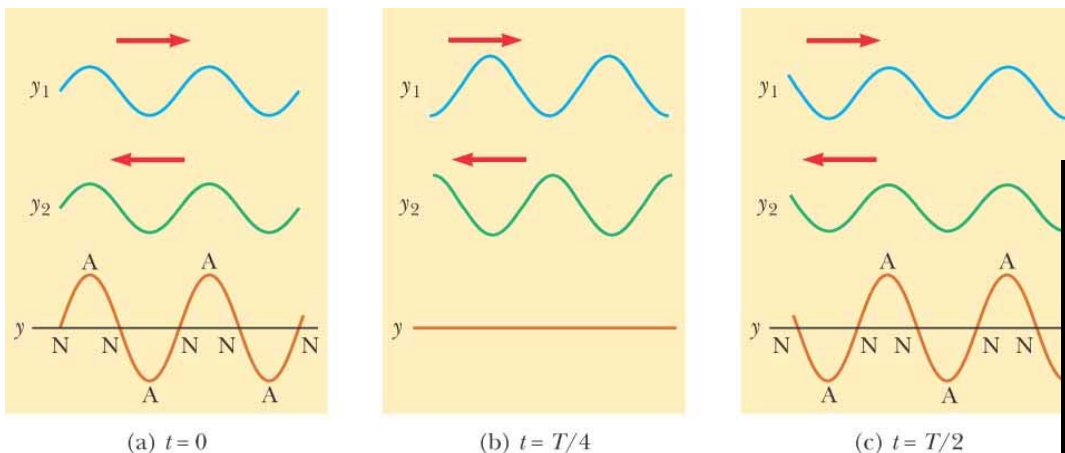 y1 y1 y1
y2 y2 y2
A A A A
y y y
N N N N N N N N N N
A A A A
(a) t = 0 (b) t = T/4 (c) t = T/2